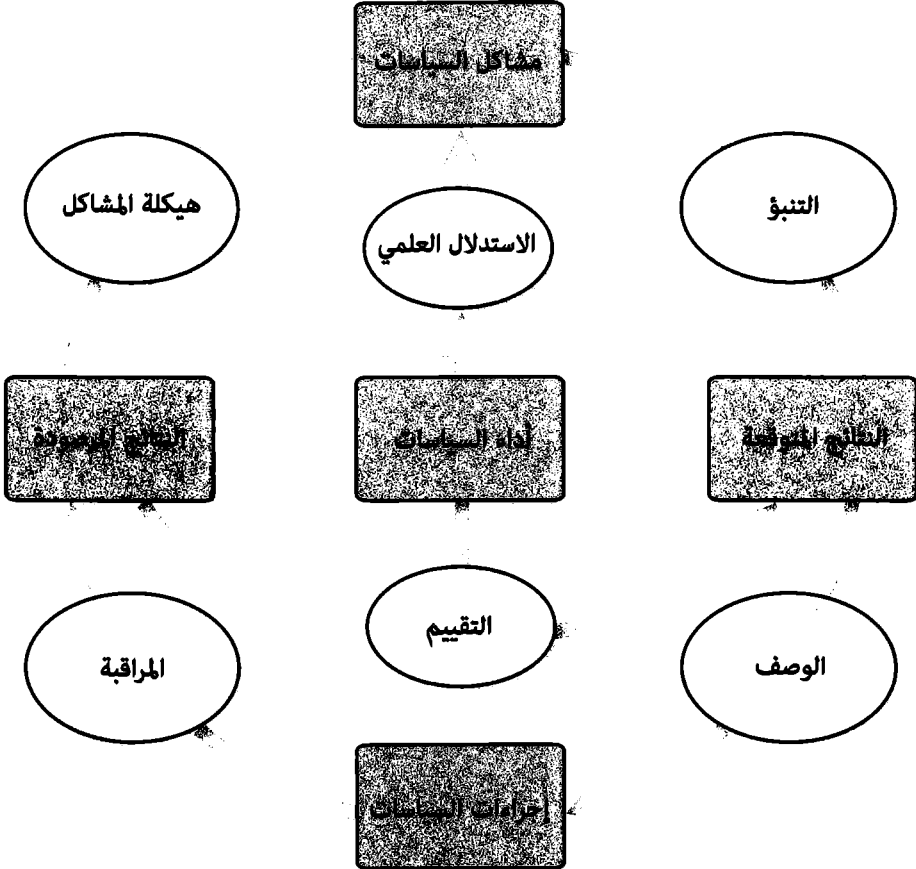 مشاكل السياسات
التنبؤ
هيكلة المشاكل
الاستدلال العلمي
النتائج المتوقعة
أداء السياسات
النتائج المرصودة
الوصف
التقييم
المراقبة
إجراءات السياسات